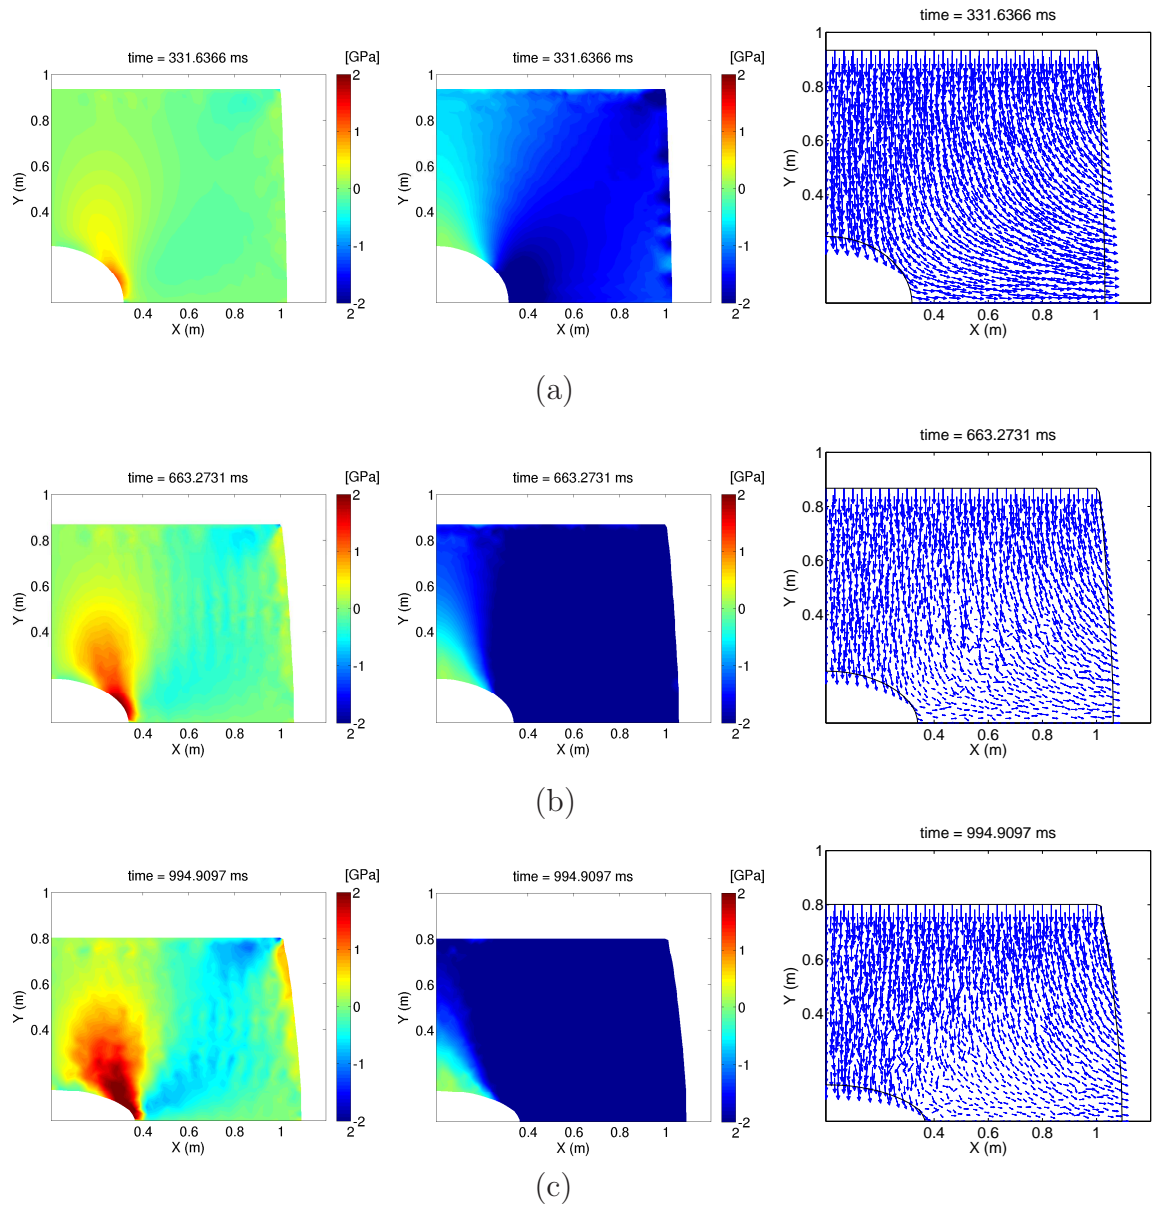 time = 331.6366 ms
[GPa]
1
0.8
0.6
0.4
Y (m)
0.4 0.6 0.8 1
X (m)
2
1
0
-1
-2
2
time = 331.6366 ms
[GPa]
1
0.8
0.6
0.4
Y (m)
0.4 0.6 0.8 1
X (m)
2
1
0
-1
-2
2
time = 331.6366 ms
1
0.8
0.6
0.4
Y (m)
0.4 0.6 0.8 1
X (m)
(a)
time = 663.2731 ms
[GPa]
1
0.8
0.6
0.4
Y (m)
0.4 0.6 0.8 1
X (m)
2
1
0
-1
-2
2
time = 663.2731 ms
[GPa]
1
0.8
0.6
0.4
Y (m)
0.4 0.6 0.8 1
X (m)
2
1
0
-1
-2
2
time = 663.2731 ms
1
0.8
0.6
0.4
Y (m)
0.4 0.6 0.8 1
X (m)
(b)
time = 994.9097 ms
[GPa]
1
0.8
0.6
0.4
Y (m)
0.4 0.6 0.8 1
X (m)
2
1
0
-1
-2
2
time = 994.9097 ms
[GPa]
1
0.8
0.6
0.4
Y (m)
0.4 0.6 0.8 1
X (m)
2
1
0
-1
-2
2
time = 994.9097 ms
1
0.8
0.6
0.4
Y (m)
0.4 0.6 0.8 1
X (m)
(c)